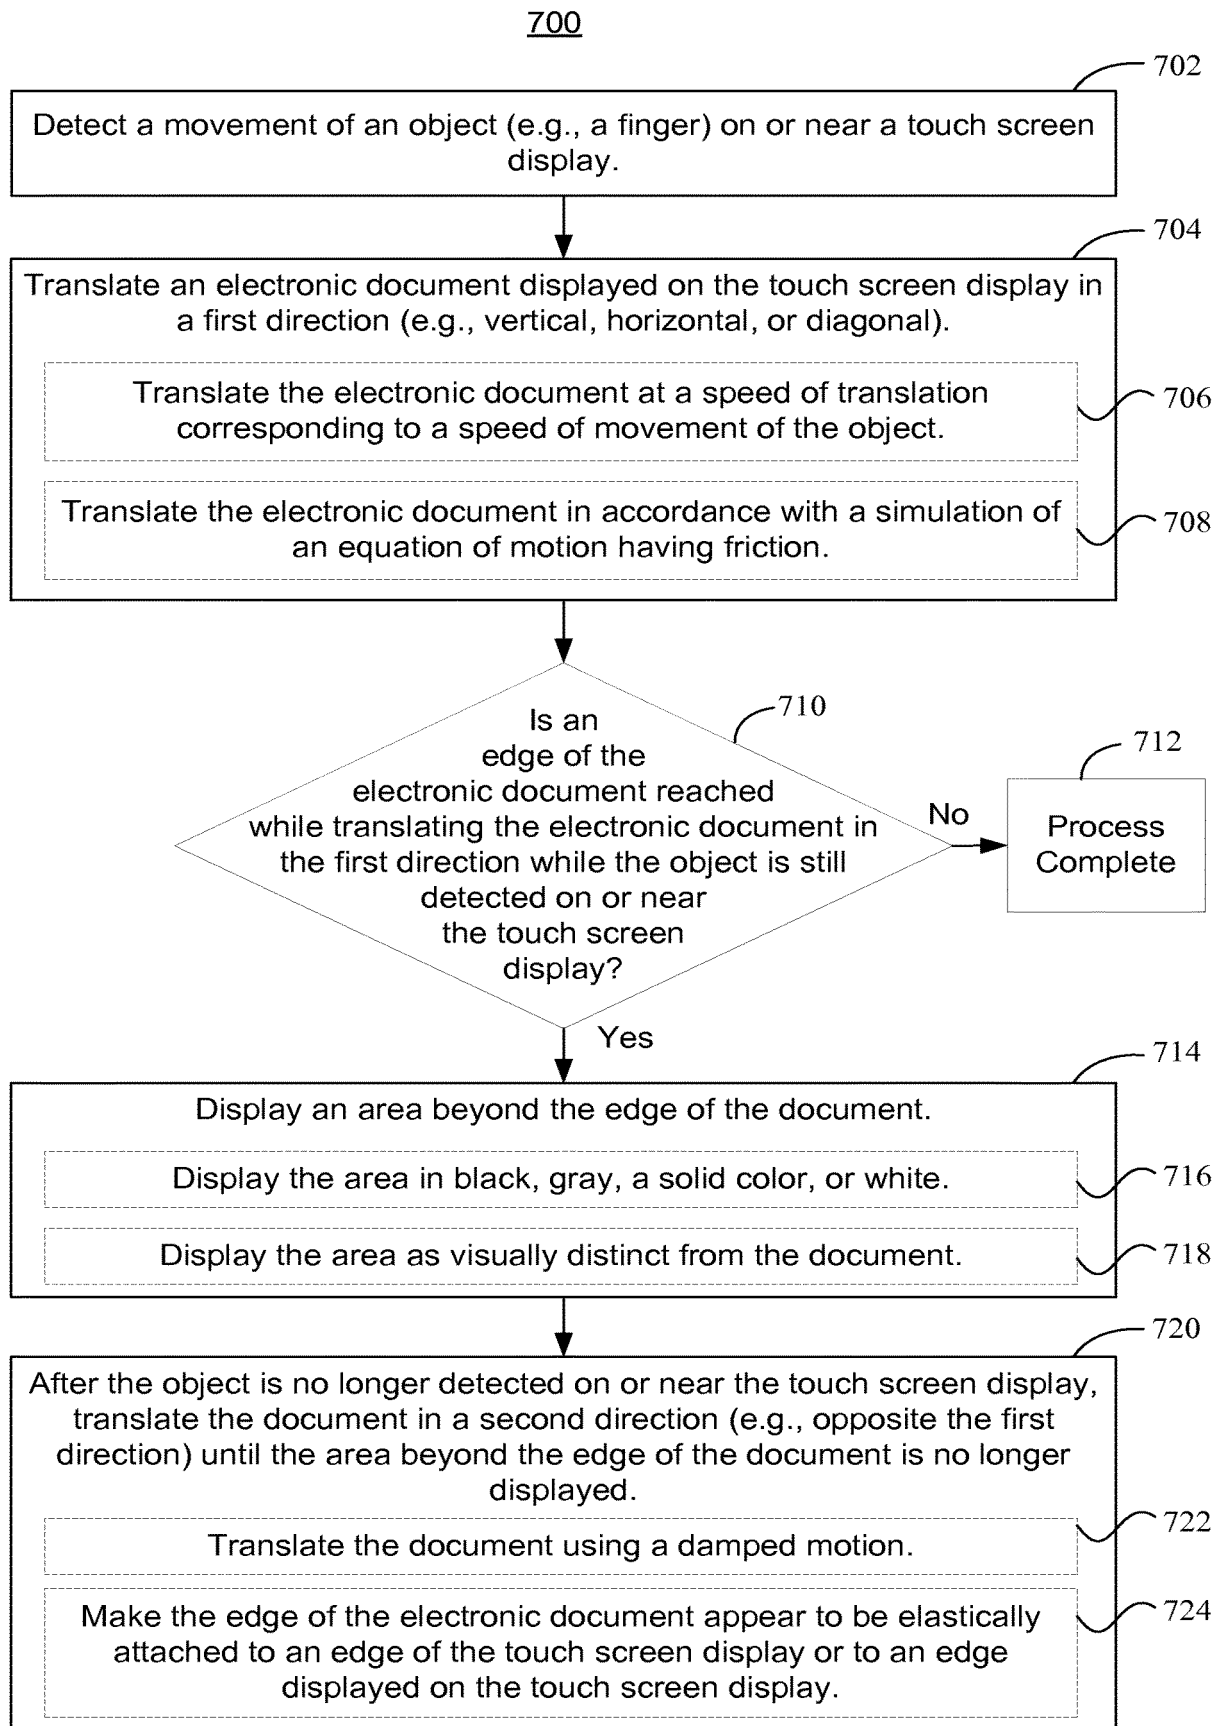 700
702
Detect a movement of an object (e.g., a finger) on or near a touch screen
display.
704
Translate an electronic document displayed on the touch screen display in
a first direction (e.g., vertical, horizontal, or diagonal).
Translate the electronic document at a speed of translation
corresponding to a speed of movement of the object.
706
Translate the electronic document in accordance with a simulation of
an equation of motion having friction.
708
710
Is an
edge of the
electronic document reached
while translating the electronic document in
the first direction while the object is still
detected on or near
the touch screen
display?
No
712
Process
Complete
Yes
714
Display an area beyond the edge of the document.
Display the area in black, gray, a solid color, or white.
716
Display the area as visually distinct from the document.
718
720
After the object is no longer detected on or near the touch screen display,
translate the document in a second direction (e.g., opposite the first
direction) until the area beyond the edge of the document is no longer
displayed.
Translate the document using a damped motion.
722
Make the edge of the electronic document appear to be elastically
attached to an edge of the touch screen display or to an edge
displayed on the touch screen display.
724